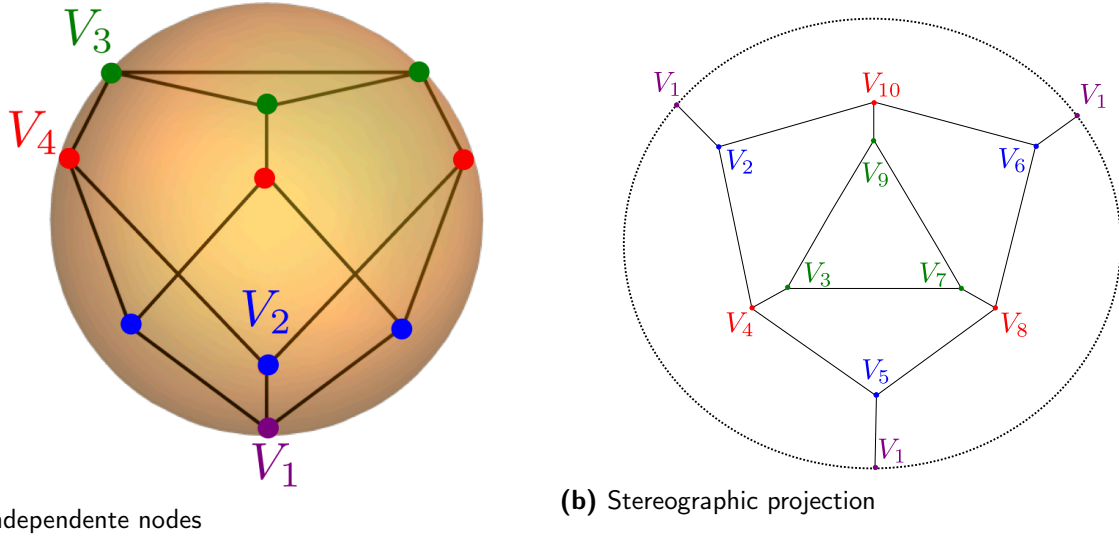 V3
V4
V2
V1
ndependente nodes
V1
V10
V1
V2
V6
V9
V3
V7
V4
V8
V5
V1
(b) Stereographic projection